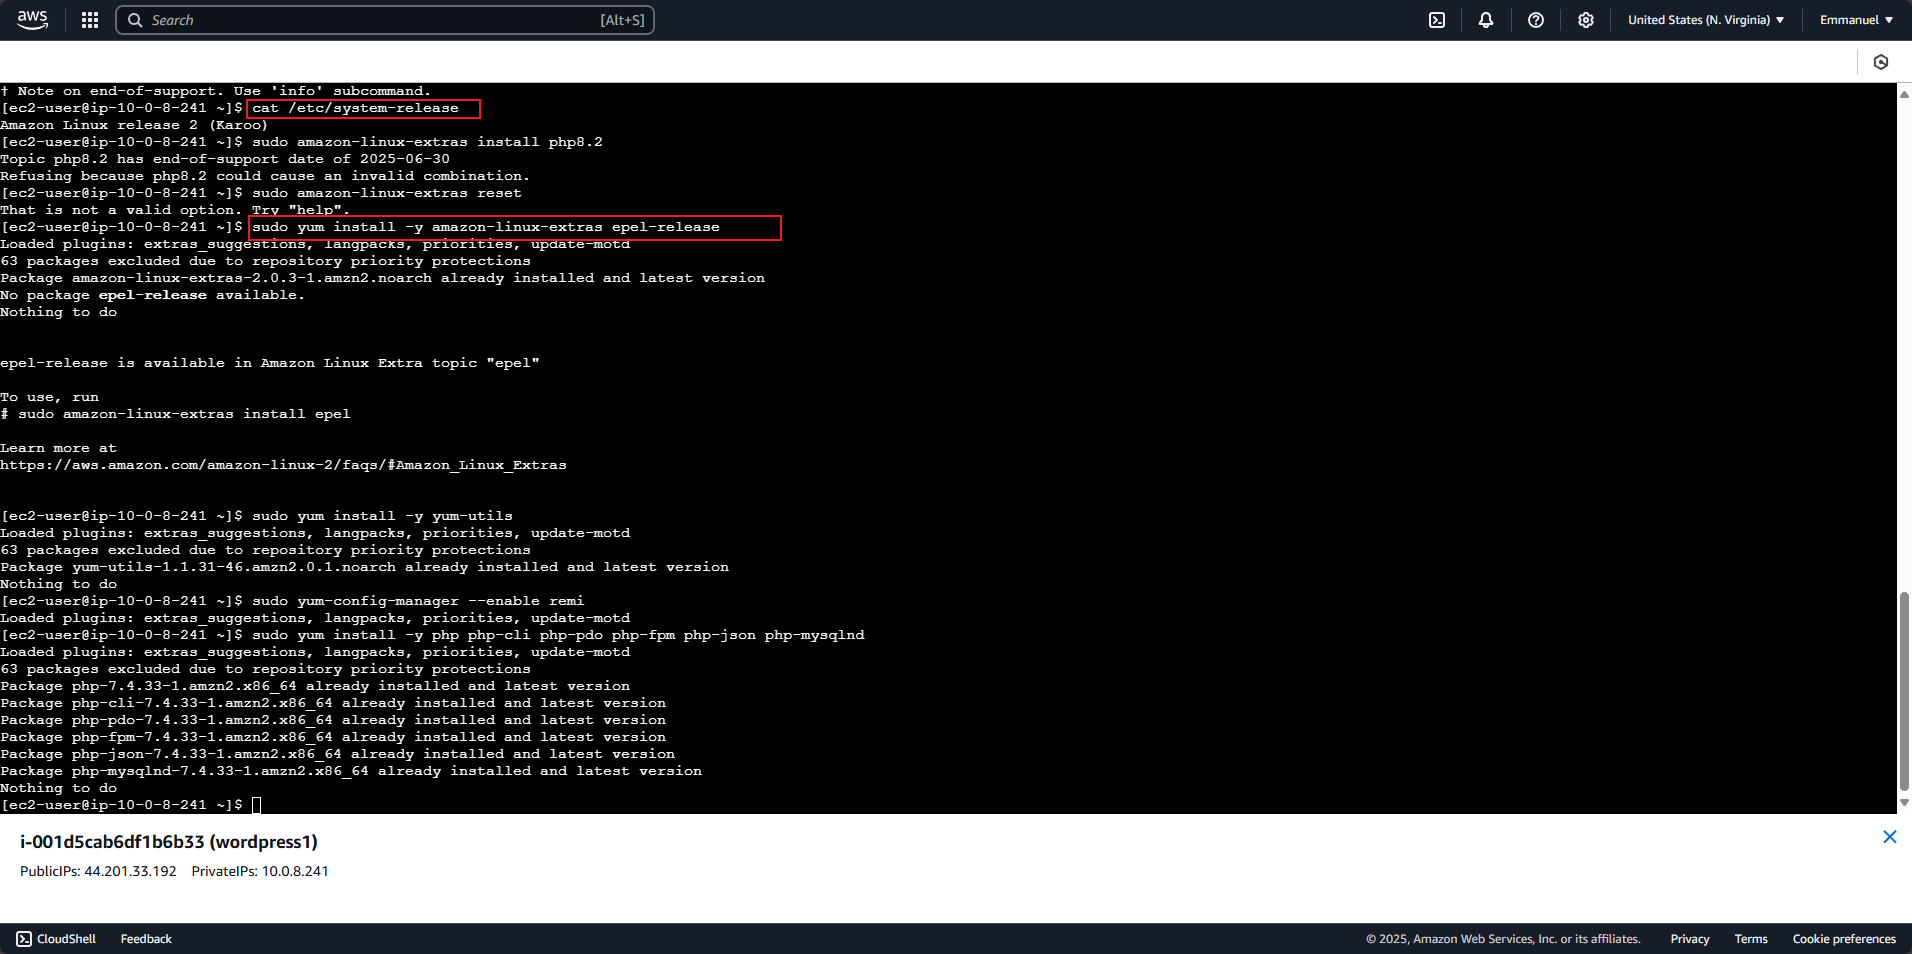 aws
Search [Alt+S]
United States (N. Virginia)
Emmanuel
† Note on end-of-support. Use 'info' subcommand.
[ec2-user@ip-10-0-8-241 ~]$ cat /etc/system-release
Amazon Linux release 2 (Karoo)
[ec2-user@ip-10-0-8-241 ~]$ sudo amazon-linux-extras install php8.2
Topic php8.2 has end-of-support date of 2025-06-30
Refusing because php8.2 could cause an invalid combination.
[ec2-user@ip-10-0-8-241 ~]$ sudo amazon-linux-extras reset
That is not a valid option. Try "help".
[ec2-user@ip-10-0-8-241 ~]$ sudo yum install -y amazon-linux-extras epel-release
Loaded plugins: extras_suggestions, langpacks, priorities, update-motd
63 packages excluded due to repository priority protections
Package amazon-linux-extras-2.0.3-1.amzn2.noarch already installed and latest version
No package epel-release available.
Nothing to do
epel-release is available in Amazon Linux Extra topic "epel"
To use, run
# sudo amazon-linux-extras install epel
Learn more at
https://aws.amazon.com/amazon-linux-2/faqs/#Amazon_Linux_Extras
[ec2-user@ip-10-0-8-241 ~]$ sudo yum install -y yum-utils
Loaded plugins: extras_suggestions, langpacks, priorities, update-motd
63 packages excluded due to repository priority protections
Package yum-utils-1.1.31-46.amzn2.0.1.noarch already installed and latest version
Nothing to do
[ec2-user@ip-10-0-8-241 ~]$ sudo yum-config-manager --enable remi
Loaded plugins: extras_suggestions, langpacks, priorities, update-motd
[ec2-user@ip-10-0-8-241 ~]$ sudo yum install -y php php-cli php-pdo php-fpm php-json php-mysqlnd
Loaded plugins: extras_suggestions, langpacks, priorities, update-motd
63 packages excluded due to repository priority protections
Package php-7.4.33-1.amzn2.x86_64 already installed and latest version
Package php-cli-7.4.33-1.amzn2.x86_64 already installed and latest version
Package php-pdo-7.4.33-1.amzn2.x86_64 already installed and latest version
Package php-fpm-7.4.33-1.amzn2.x86_64 already installed and latest version
Package php-json-7.4.33-1.amzn2.x86_64 already installed and latest version
Package php-mysqlnd-7.4.33-1.amzn2.x86_64 already installed and latest version
Nothing to do
[ec2-user@ip-10-0-8-241 ~]$
i-001d5cab6df1b6b33 (wordpress1)
PublicIPs: 44.201.33.192 PrivateIPs: 10.0.8.241
CloudShell Feedback
© 2025, Amazon Web Services, Inc. or its affiliates. Privacy Terms Cookie preferences